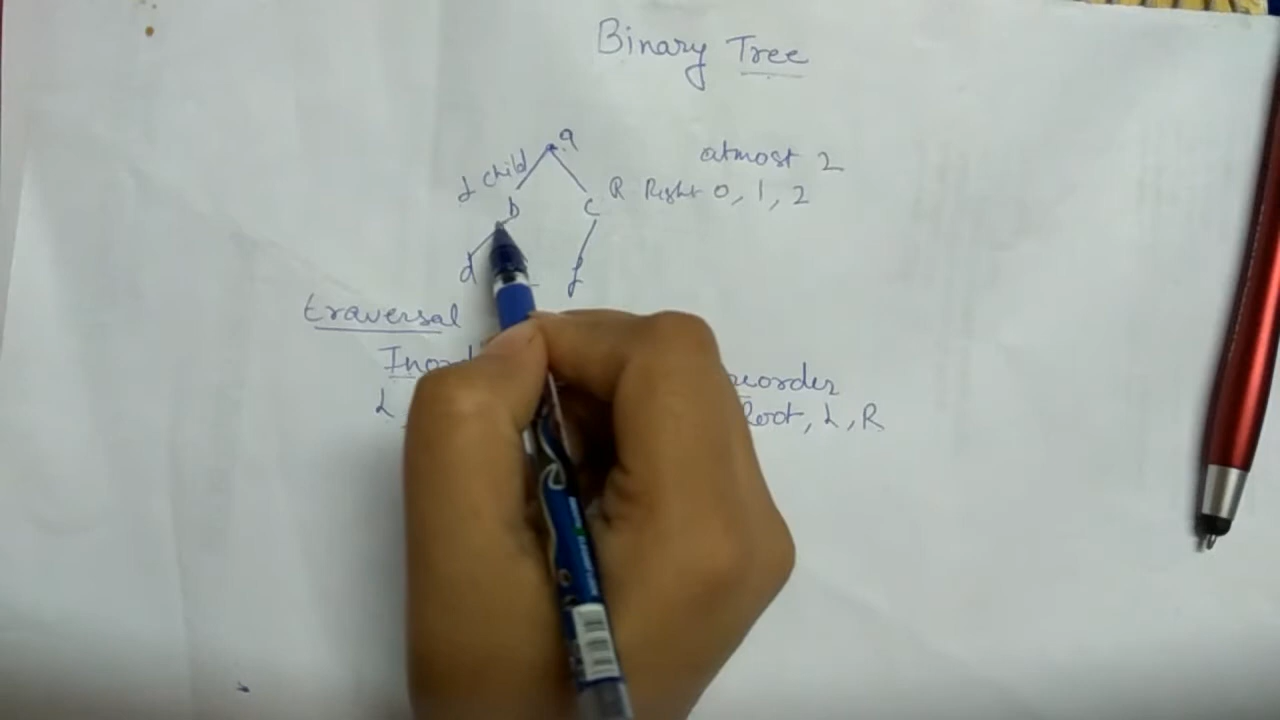 Binary Tree
a
atmost 2
L child
R Right 0, 1, 2
b
c
d
f
traversal
L
Root, L, R